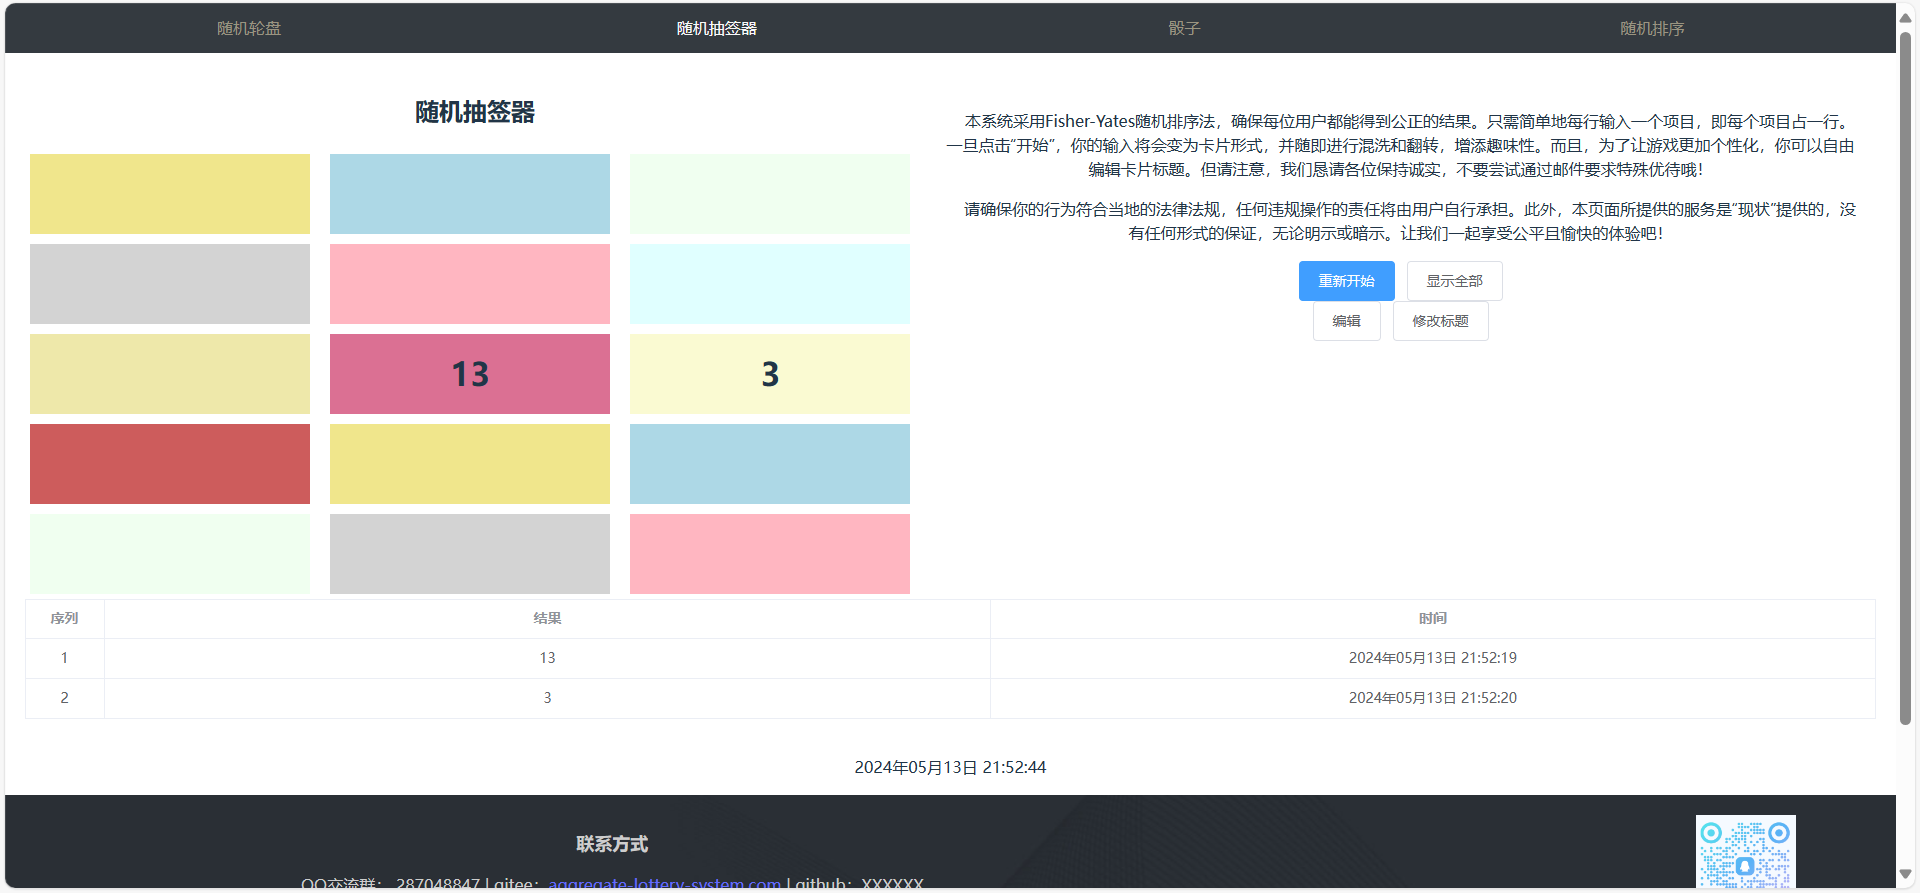 随机轮盘
随机抽签器
骰子
随机排序
随机抽签器
本系统采用Fisher-Yates随机排序法，确保每位用户都能得到公正的结果。只需简单地每行输入一个项目，即每个项目占一行。
一旦点击“开始”，你的输入将会变为卡片形式，并随即进行混洗和翻转，增添趣味性。而且，为了让游戏更加个性化，你可以自由
编辑卡片标题。但请注意，我们恳请各位保持诚实，不要尝试通过邮件要求特殊优待哦！
请确保你的行为符合当地的法律法规，任何违规操作的责任将由用户自行承担。此外，本页面所提供的服务是“现状”提供的，没
有任何形式的保证，无论明示或暗示。让我们一起享受公平且愉快的体验吧！
重新开始
显示全部
编辑
修改标题
13
3
序列
结果
时间
1
13
2024年05月13日 21:52:19
2
3
2024年05月13日 21:52:20
2024年05月13日 21:52:44
联系方式
QQ交流群： 287048847 | gitee：aggregate-lottery-system.com | github：XXXXXX